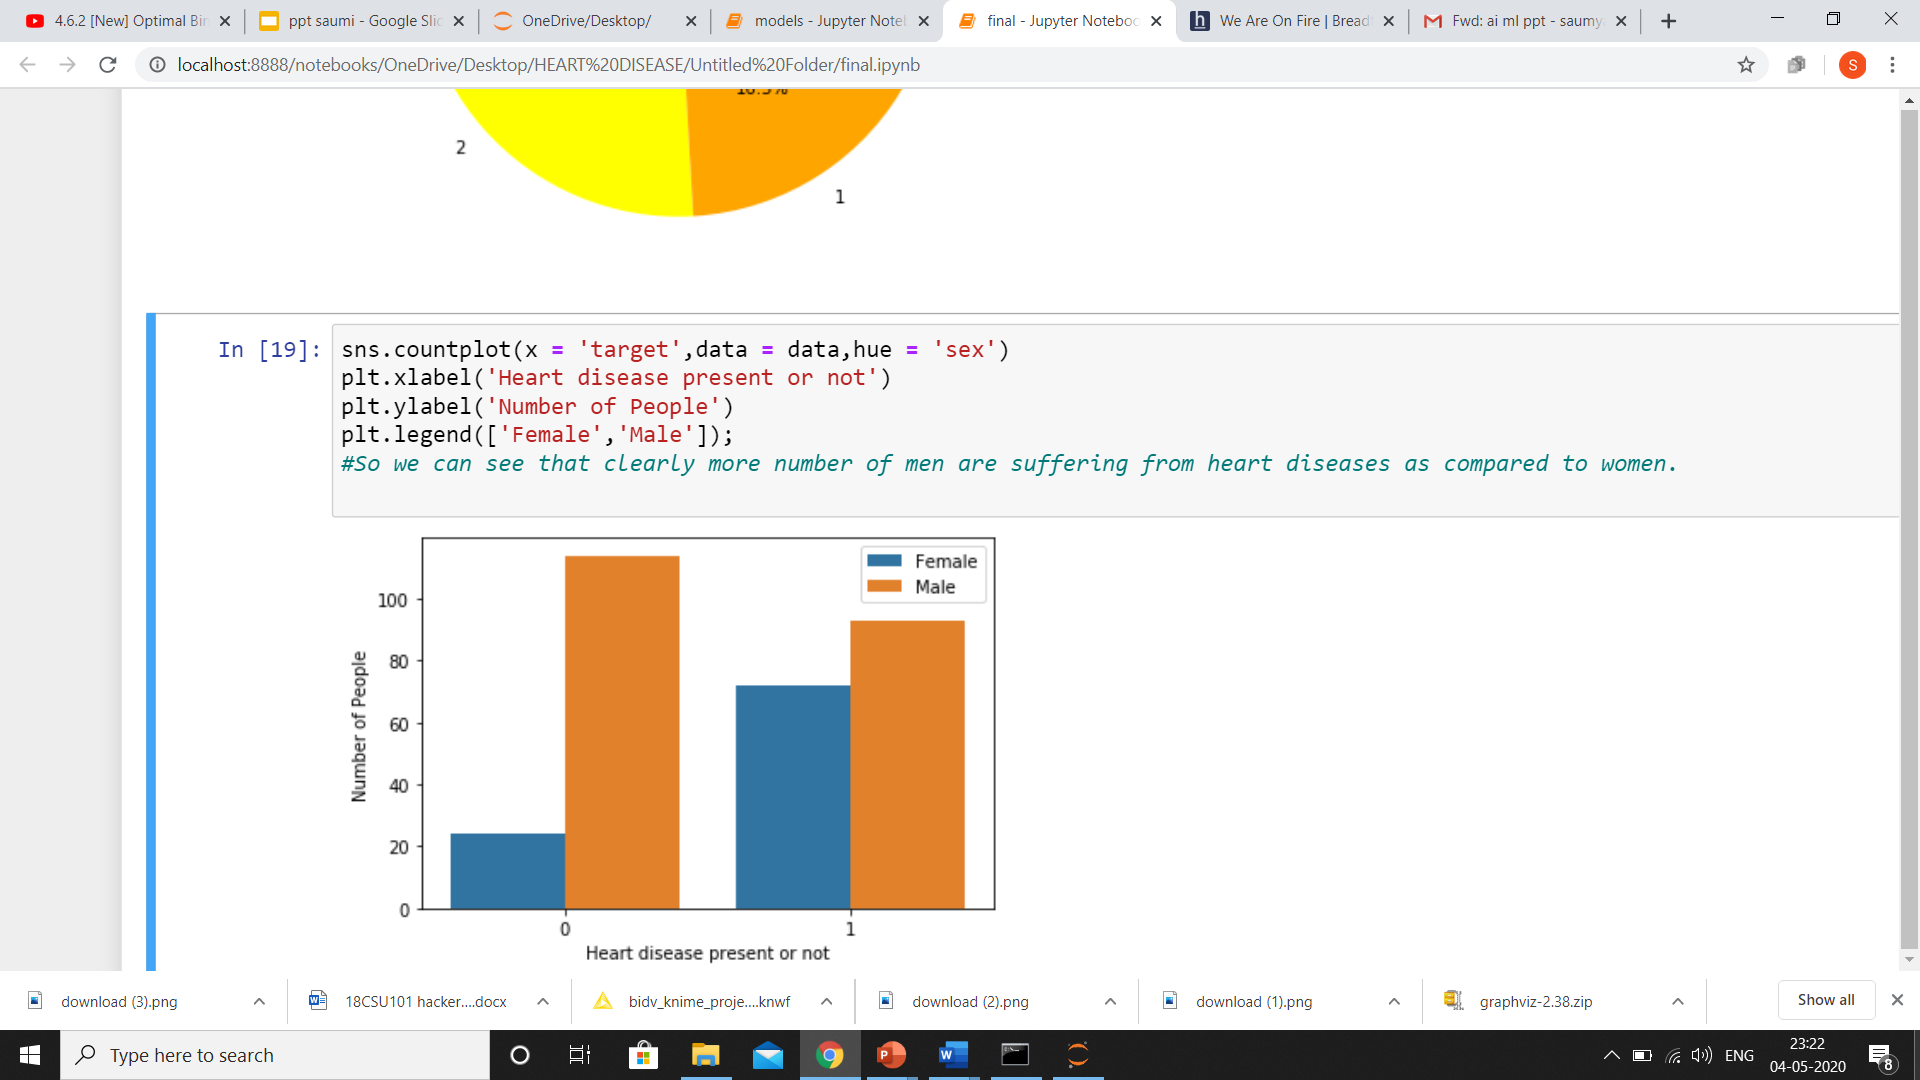 4.6.2 [New] Optimal Bin
ppt saumi - Google Slid
OneDrive/Desktop/
models - Jupyter Noteb
final - Jupyter Noteboo
We Are On Fire | Bread
Fwd: ai ml ppt - saumya
localhost:8888/notebooks/OneDrive/Desktop/HEART%20DISEASE/Untitled%20Folder/final.ipynb
S
2
1
In [19]:
sns.countplot(x = 'target',data = data,hue = 'sex')
plt.xlabel('Heart disease present or not')
plt.ylabel('Number of People')
plt.legend(['Female','Male']);
#So we can see that clearly more number of men are suffering from heart diseases as compared to women.
Female
Male
100
80
60
40
20
0
Number of People
0 1
Heart disease present or not
download (3).png
18CSU101 hacker....docx
bidv_knime_proje....knwf
download (2).png
download (1).png
graphviz-2.38.zip
Show all
Type here to search
ENG
23:22
04-05-2020
8